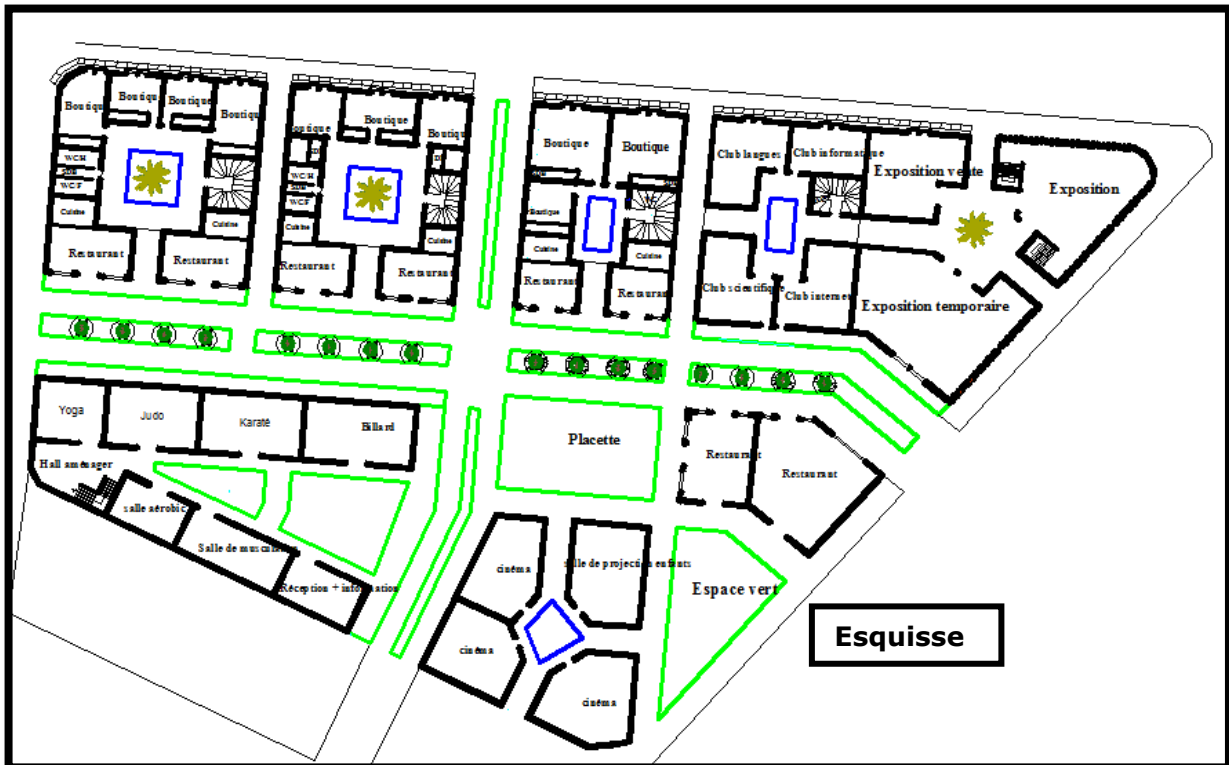 Boutique
Boutique
Boutique
Boutique
WC/H
SDB
WC/F
Cuisine
Cuisine
Restaurant
Restaurant
Boutique
Boutique
Boutique
WC/H
SDB
WC/F
Cuisine
Cuisine
Restaurant
Restaurant
Boutique
Boutique
Boutique
Cuisine
Cuisine
Restaurant
Restaurant
Club langues
Club informatique
Club scientifique
Club internet
Exposition vente
Exposition
Exposition temporaire
Yoga
Judo
Karaté
Billard
Hall aménager
salle aérobic
Salle de musculation
Réception + information
Placette
Restaurant
Restaurant
cinéma
salle de projection enfants
cinéma
cinéma
Espace vert
Esquisse